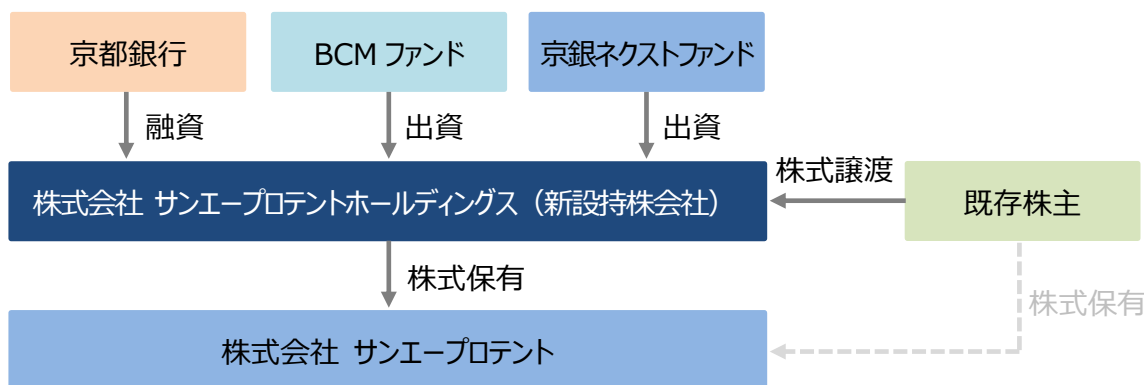 京都銀行
BCM ファンド
京銀ネクストファンド
融資
出資
出資
株式譲渡
株式会社 サンエープロテントホールディングス（新設持株会社）
既存株主
株式保有
株式保有
株式会社 サンエープロテント